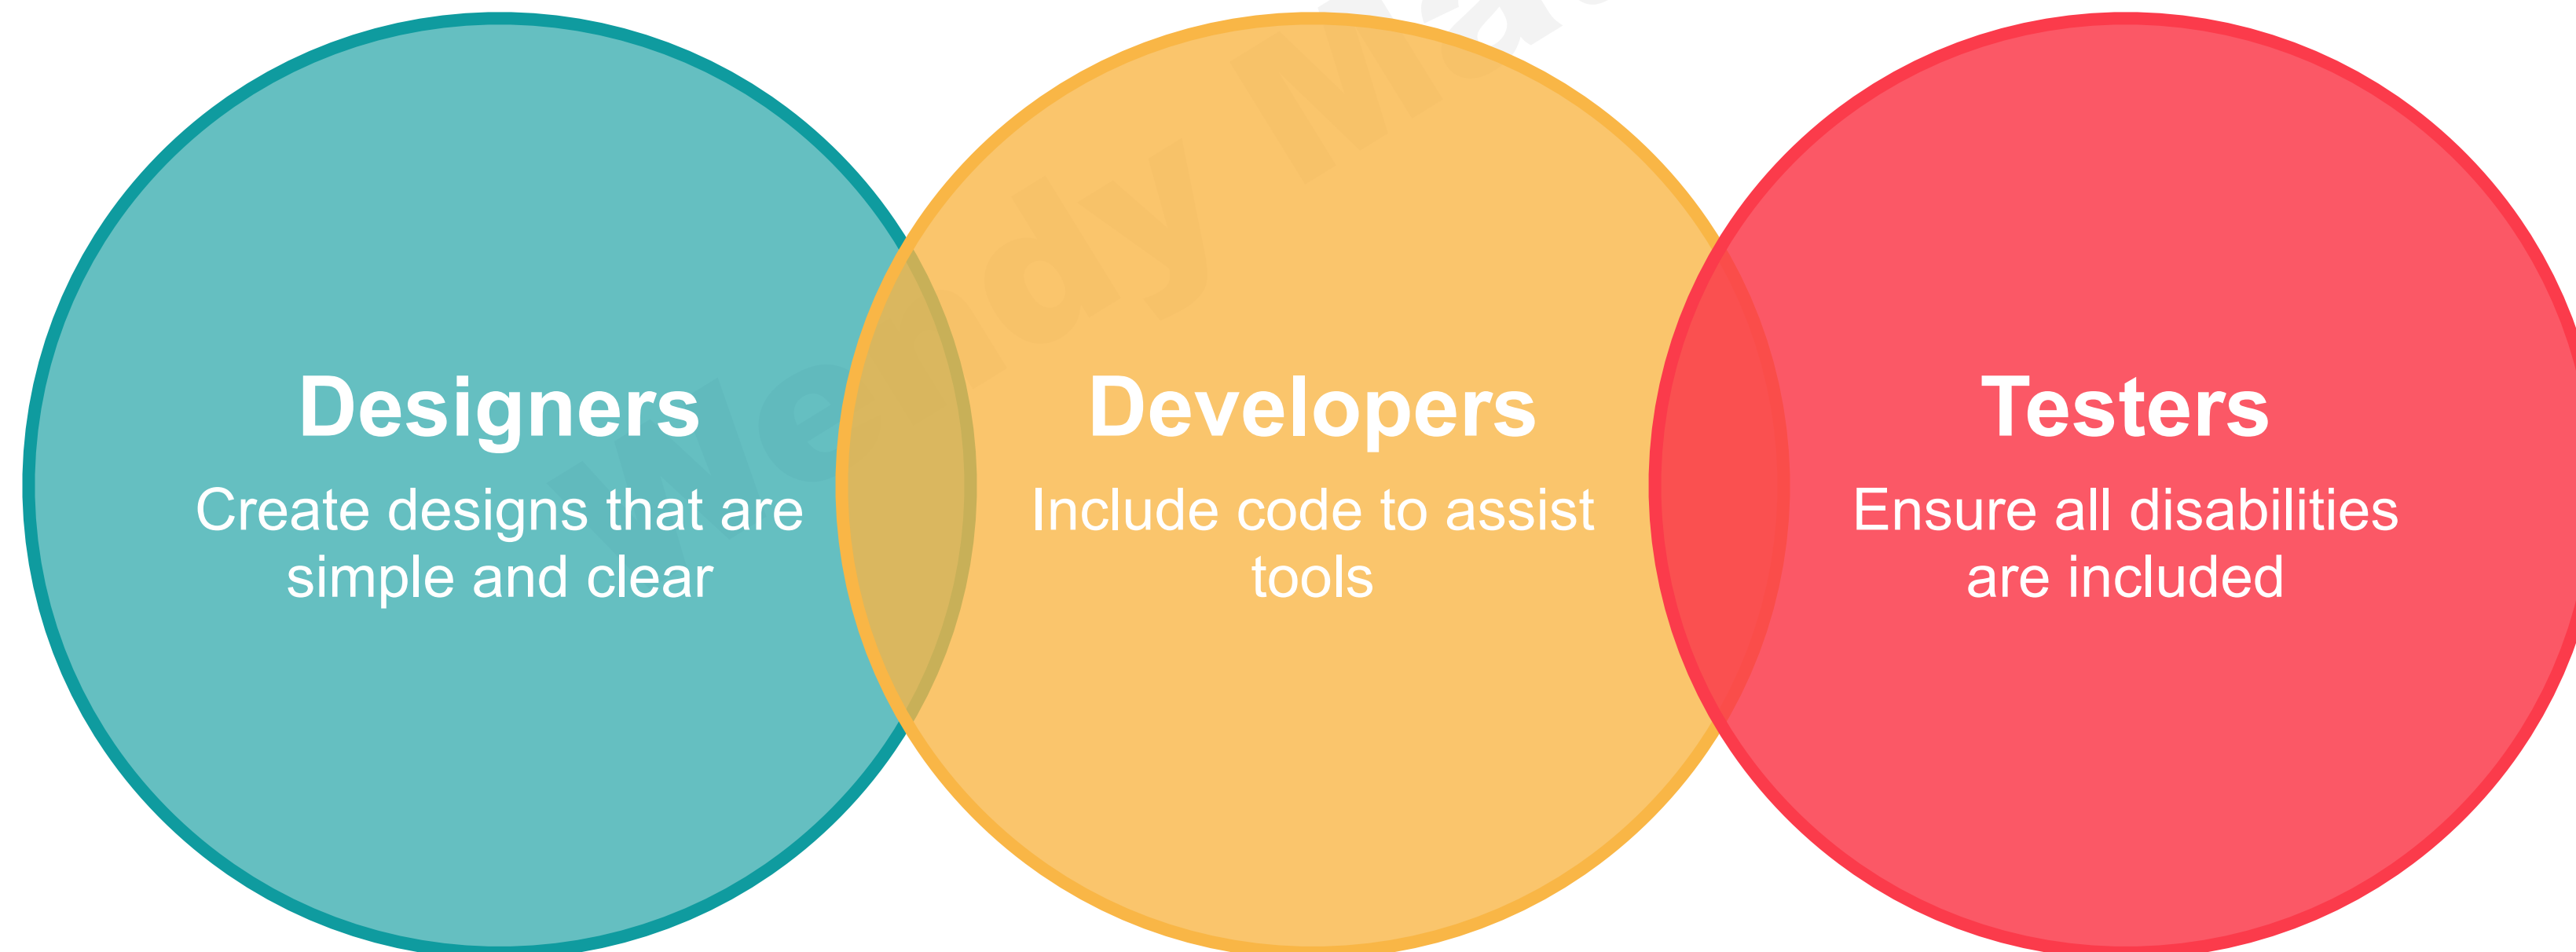 Designers
Create designs that are
simple and clear
Developers
Include code to assist
tools
Testers
Ensure all disabilities
are included
Wendy